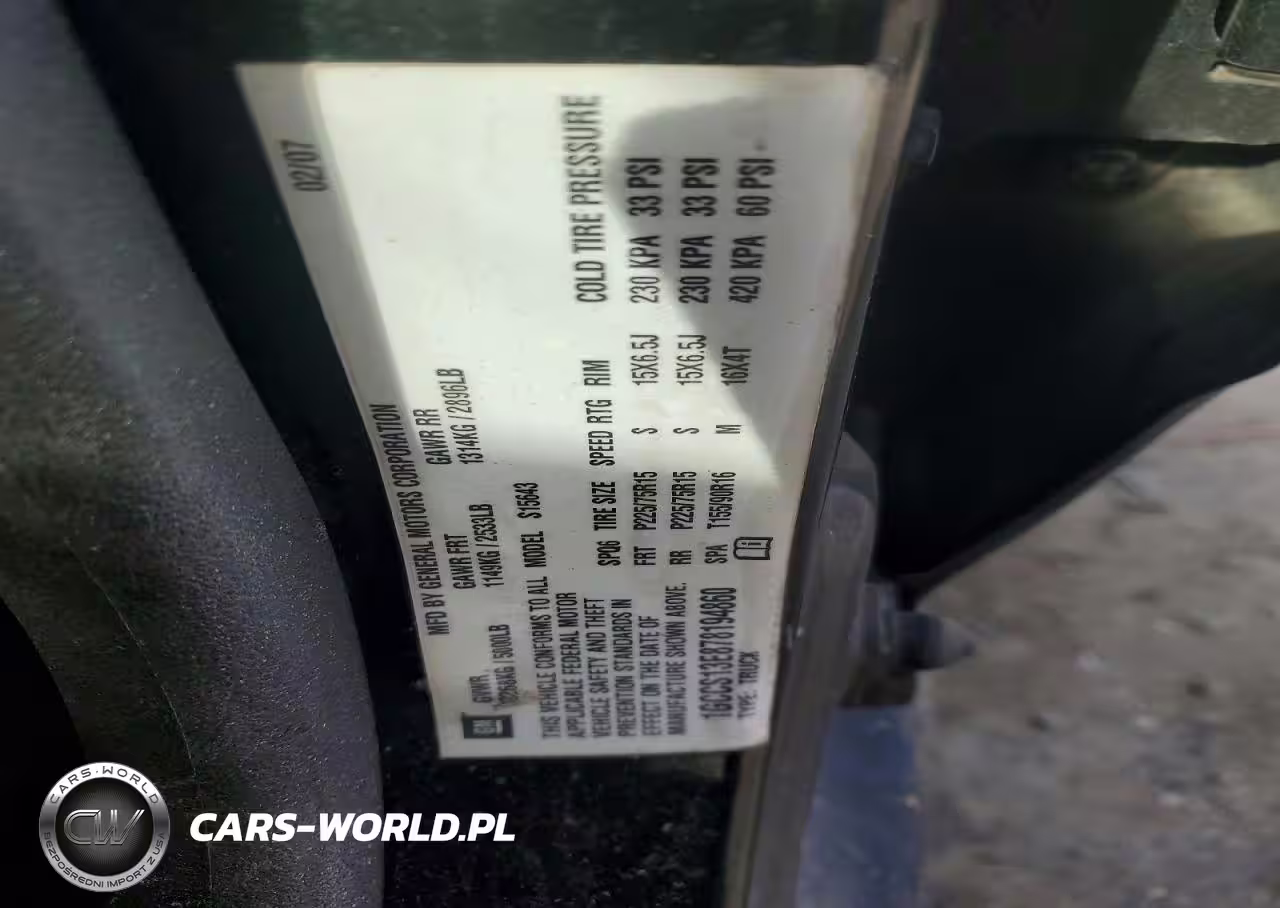 MFD BY GENERAL MOTORS CORPORATION 02/07
GM GVWR GAWR FRT GAWR RR
1149KG / 2533LB 1314KG / 2896LB
/ 5000LB
THIS VEHICLE CONFORMS TO ALL MODEL S15643
APPLICABLE FEDERAL MOTOR
VEHICLE SAFETY AND THEFT
PREVENTION STANDARDS IN
EFFECT ON THE DATE OF
MANUFACTURE SHOWN ABOVE.
1GCCS13E878194860
TYPE: TRUCK
SPQ6 TIRE SIZE SPEED RTG RIM COLD TIRE PRESSURE
FRT P225/75R15 S 15X6.5J 230 KPA 33 PSI
RR P225/75R15 S 15X6.5J 230 KPA 33 PSI
SPA T155/90R16 M 16X4T 420 KPA 60 PSI
CARS-WORLD
CW
BEZPOŚREDNI IMPORT Z USA
CARS-WORLD.PL